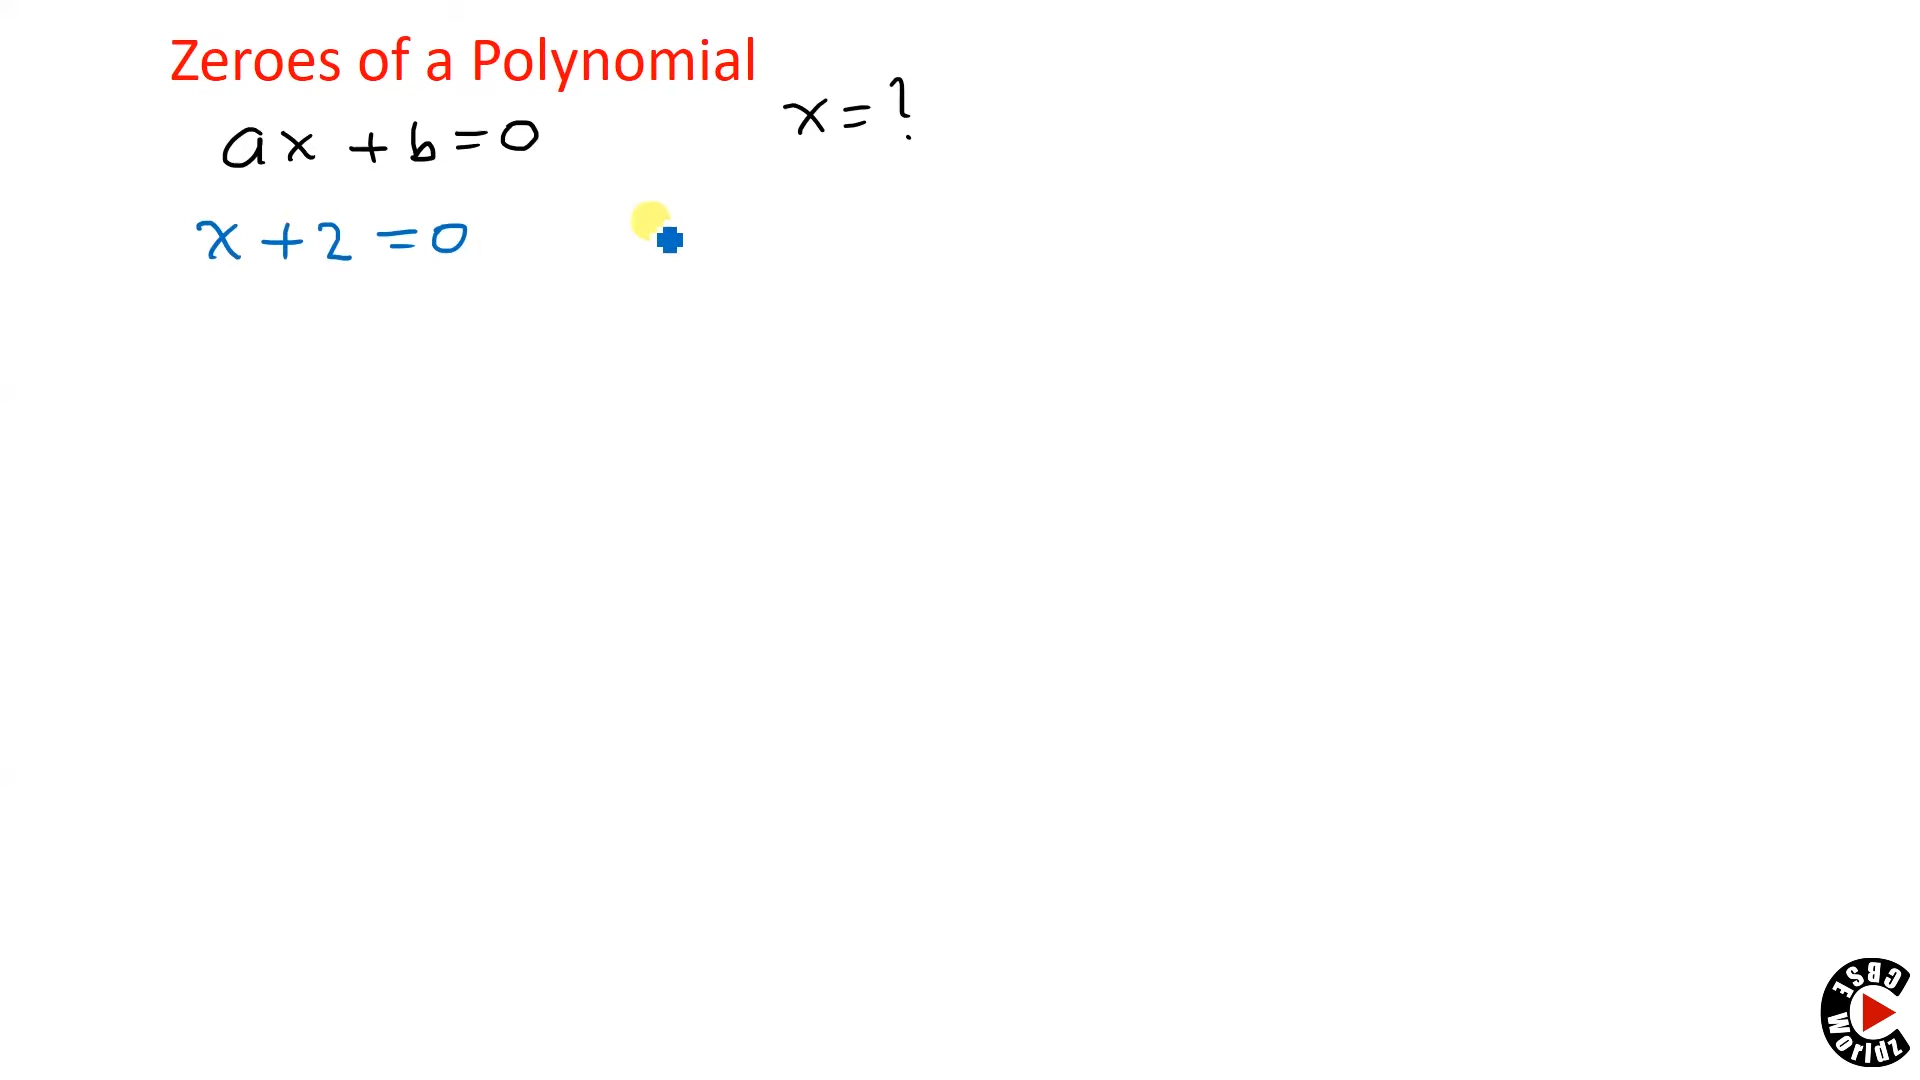 Zeroes of a Polynomial
ax + b = 0
x = ?
x + 2 = 0
CBSE Worldz